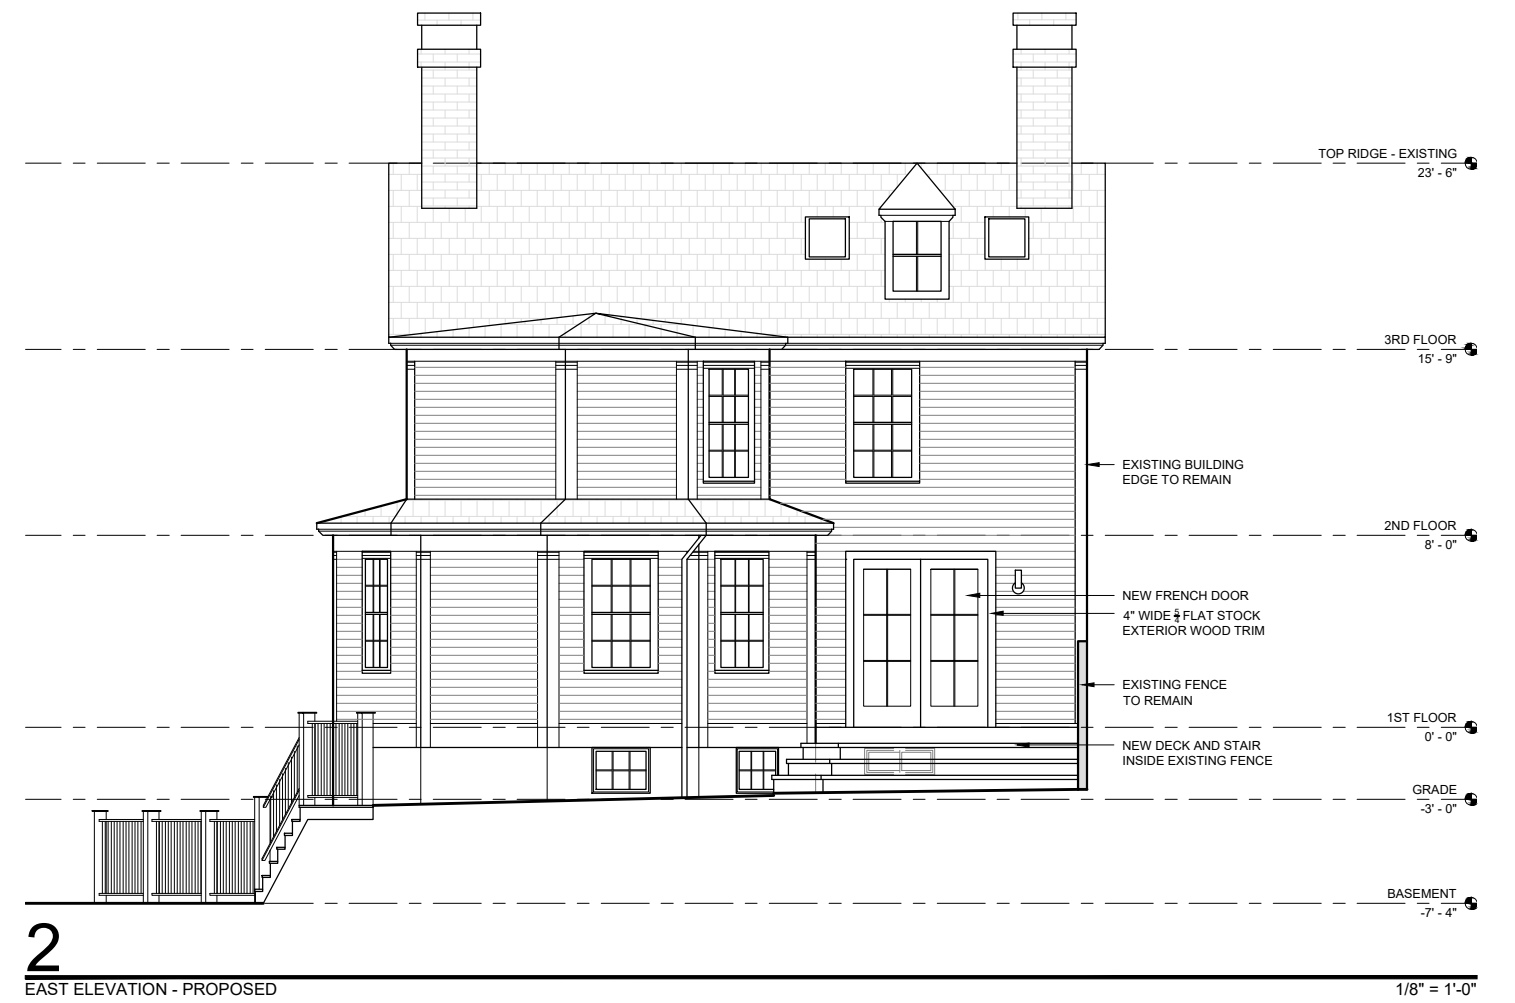 TOP RIDGE - EXISTING
23' - 6"
3RD FLOOR
15' - 9"
EXISTING BUILDING
EDGE TO REMAIN
2ND FLOOR
8' - 0"
NEW FRENCH DOOR
4" WIDE 5/4 FLAT STOCK
EXTERIOR WOOD TRIM
EXISTING FENCE
TO REMAIN
1ST FLOOR
0' - 0"
NEW DECK AND STAIR
INSIDE EXISTING FENCE
GRADE
-3' - 0"
BASEMENT
-7' - 4"
2
EAST ELEVATION - PROPOSED
1/8" = 1'-0"